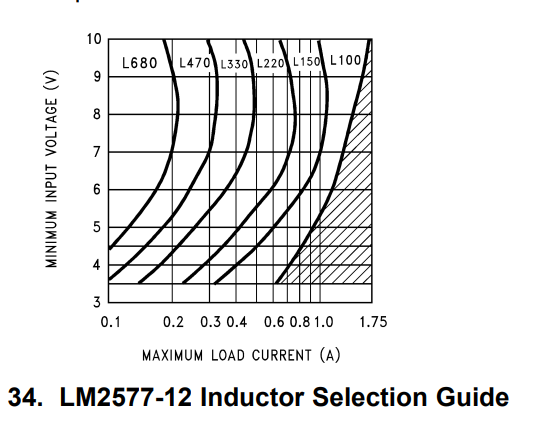 10
L680 L470 L330 L220 L150 L100
9
8
7
6
5
4
3
MINIMUM INPUT VOLTAGE (V)
0.1 0.2 0.3 0.4 0.6 0.8 1.0 1.75
MAXIMUM LOAD CURRENT (A)
34. LM2577-12 Inductor Selection Guide